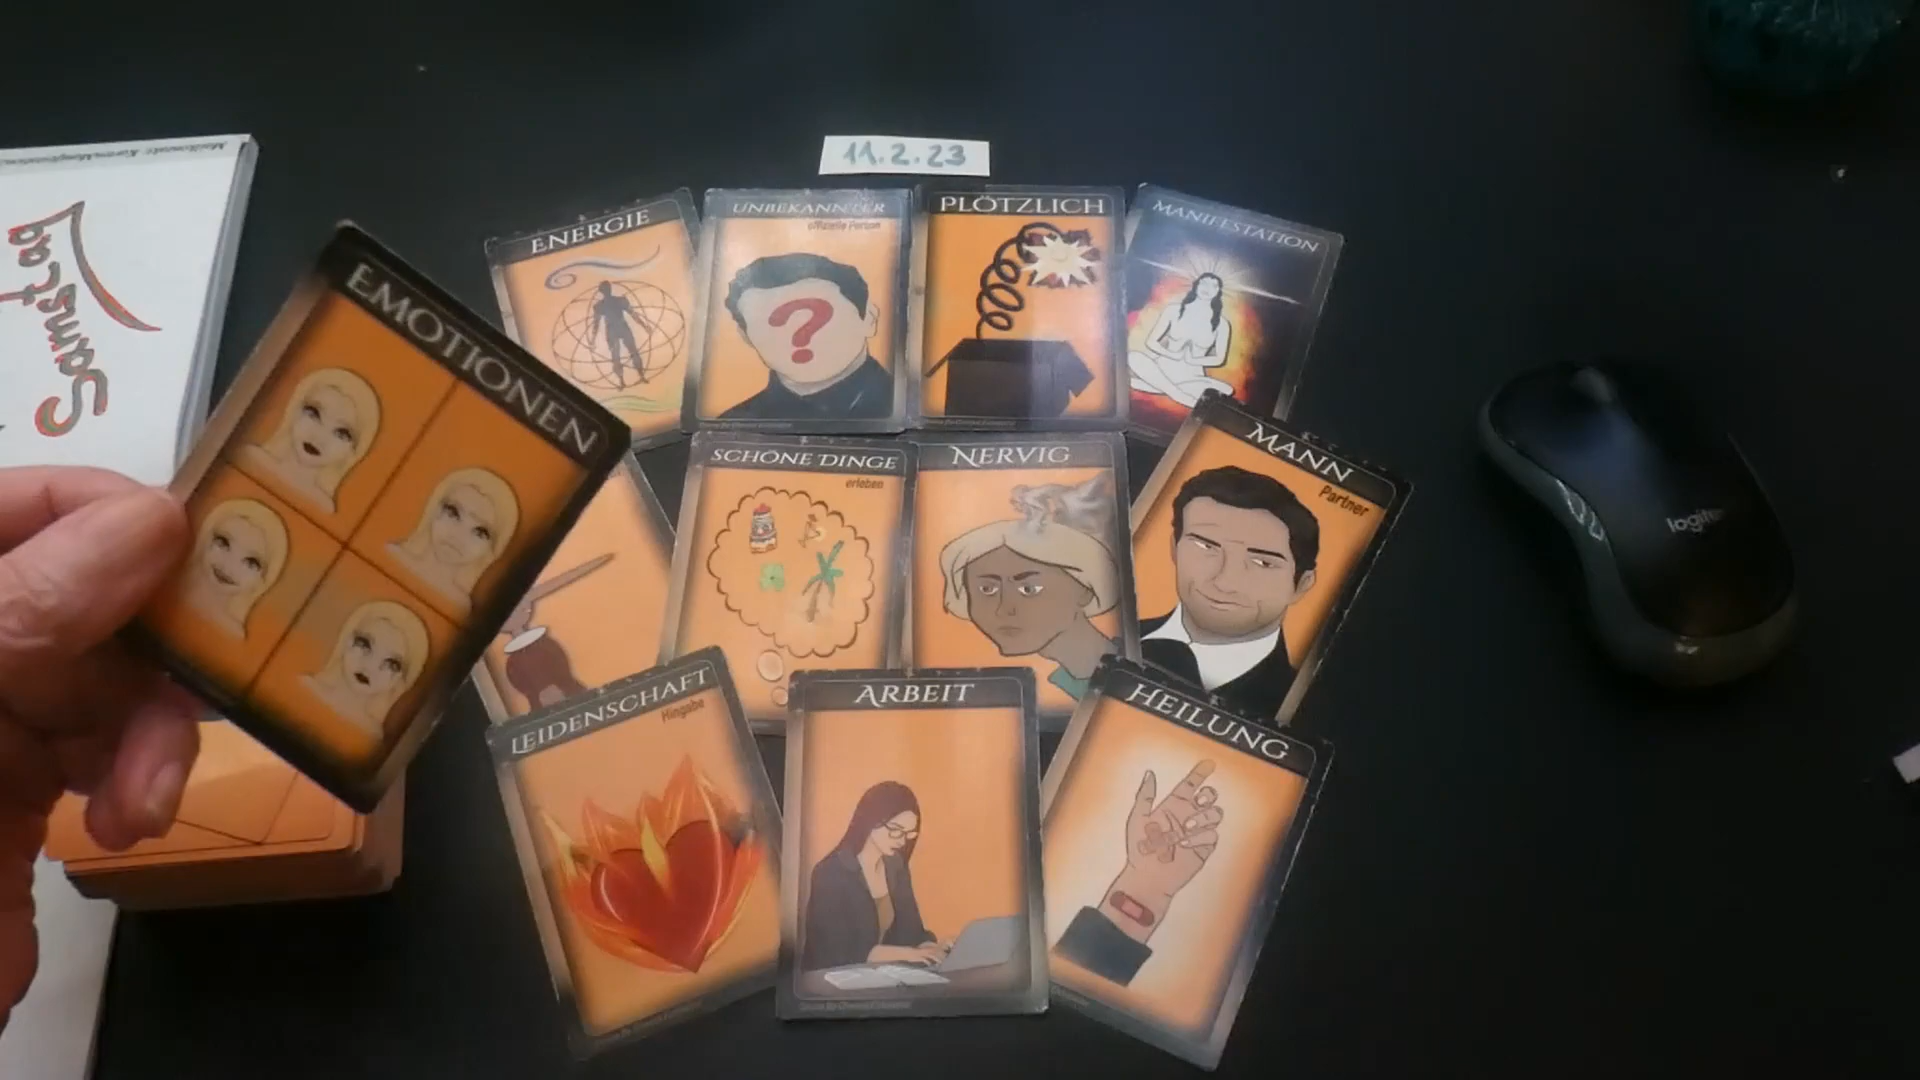 11.2.23
ENERGIE
UNBEKANNTER
offizielle Person
PLÖTZLICH
MANIFESTATION
Samstag
EMOTIONEN
SCHÖNE DINGE
erleben
NERVIG
MANN
Partner
LEIDENSCHAFT
Hingabe
ARBEIT
HEILUNG
logitech